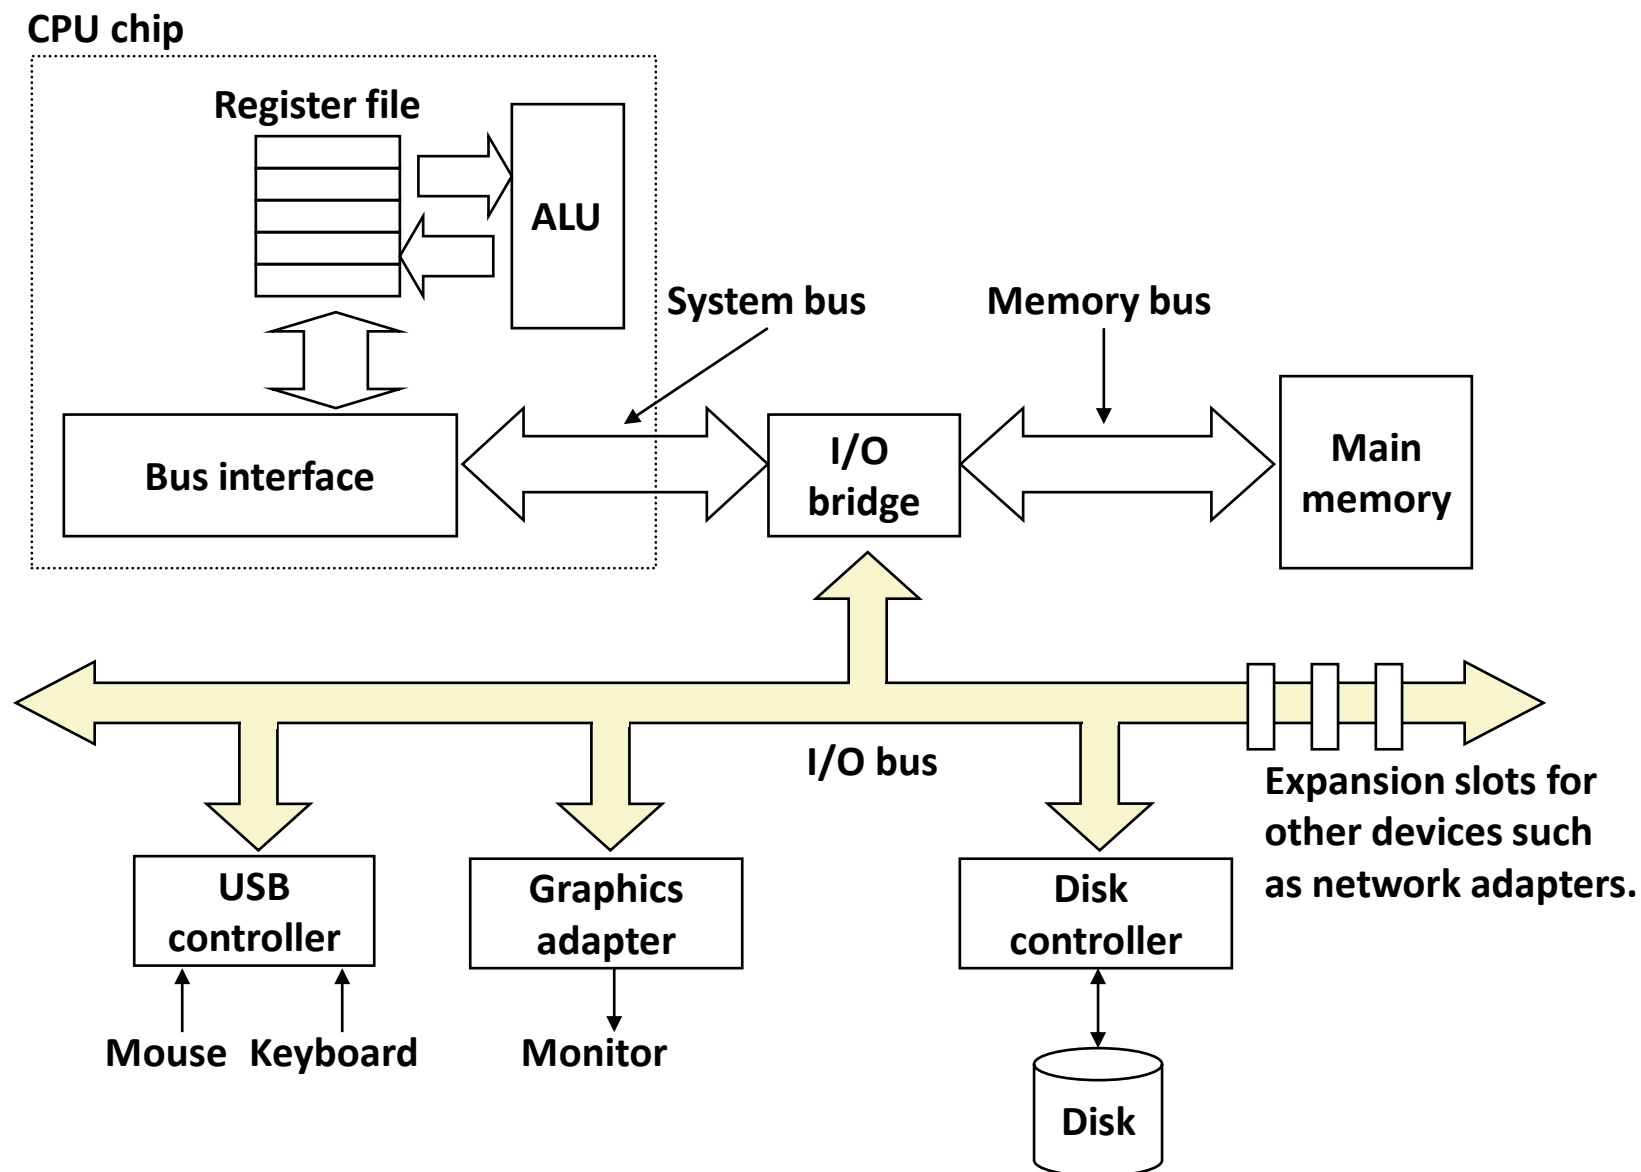 CPU chip
Register file
ALU
System bus
Memory bus
Bus interface
I/O
bridge
Main
memory
I/O bus
Expansion slots for
other devices such
as network adapters.
USB
controller
Graphics
adapter
Disk
controller
Mouse
Keyboard
Monitor
Disk